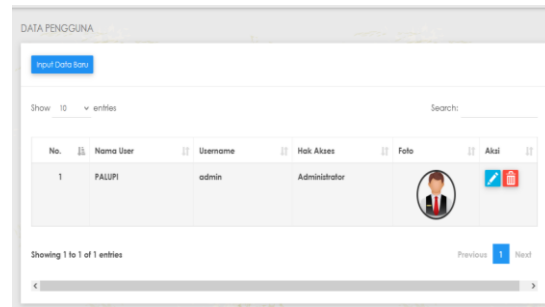 DATA PENGGUNA
Input Data Baru
Show 10 entries
Search:
No. Nama User Username Hak Akses Foto Aksi
1 PALUPI admin Administrator
Showing 1 to 1 of 1 entries
Previous 1 Next